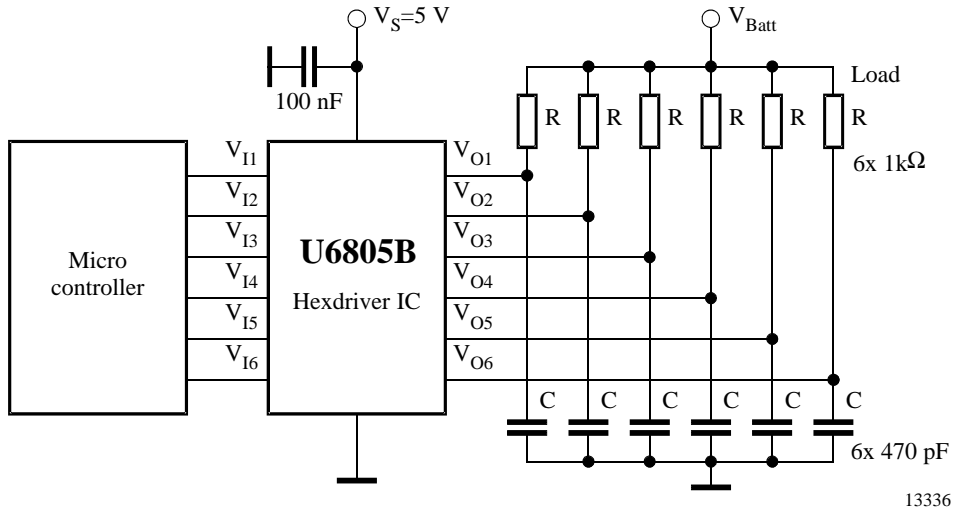 V_S=5 V
V_Batt
100 nF
Load
R R R R R R
6x 1kΩ
V_I1
V_I2
V_I3
V_I4
V_I5
V_I6
Micro
controller
U6805B
Hexdriver IC
V_O1
V_O2
V_O3
V_O4
V_O5
V_O6
C C C C C C
6x 470 pF
13336